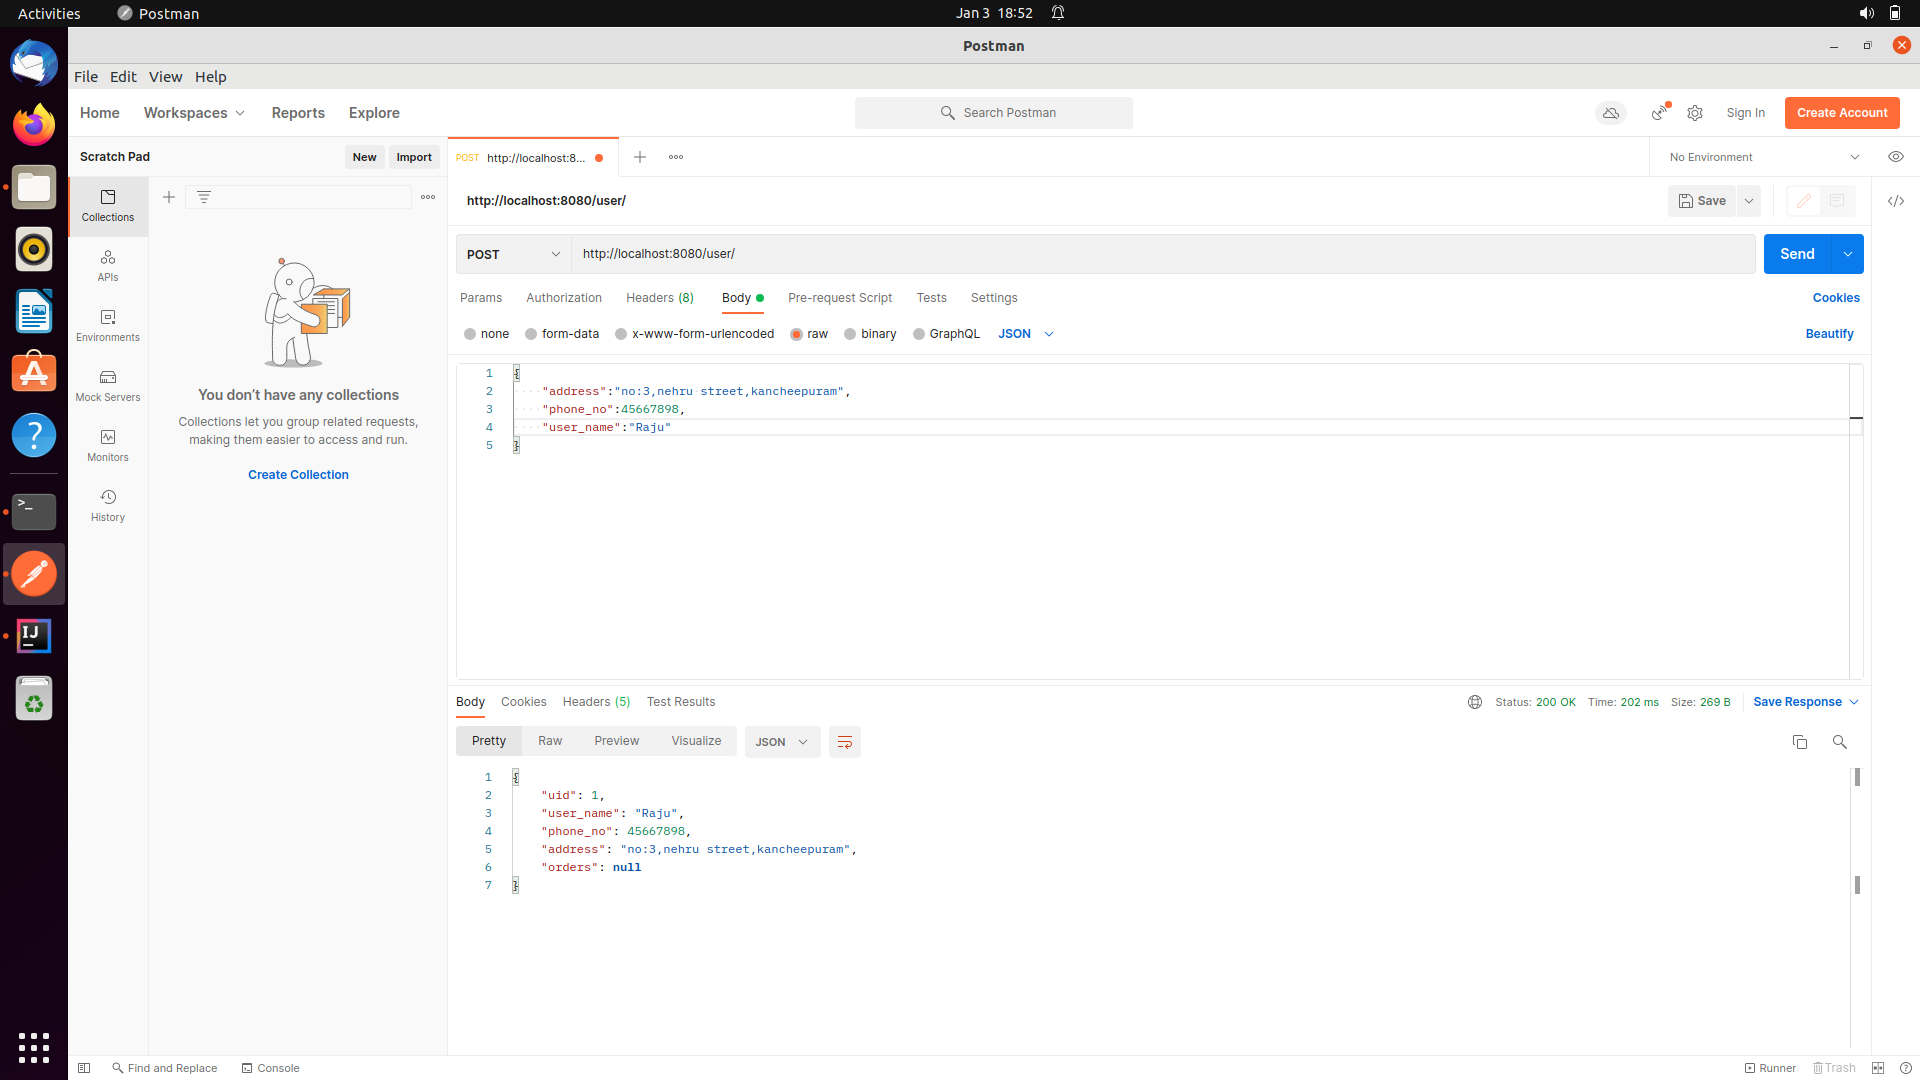 Activities Postman Jan 3 18:52
Postman
File Edit View Help
Home Workspaces Reports Explore Search Postman Sign In Create Account
Scratch Pad New Import POST http://localhost:8... No Environment
http://localhost:8080/user/ Save
POST http://localhost:8080/user/ Send
Params Authorization Headers (8) Body Pre-request Script Tests Settings Cookies
none form-data x-www-form-urlencoded raw binary GraphQL JSON Beautify
Collections
APIs
Environments
Mock Servers
Monitors
History
You don't have any collections
Collections let you group related requests,
making them easier to access and run.
Create Collection
1 {
2 "address":"no:3,nehru street,kancheepuram",
3 "phone_no":45667898,
4 "user_name":"Raju"
5 }
Body Cookies Headers (5) Test Results Status: 200 OK Time: 202 ms Size: 269 B Save Response
Pretty Raw Preview Visualize JSON
1 {
2 "uid": 1,
3 "user_name": "Raju",
4 "phone_no": 45667898,
5 "address": "no:3,nehru street,kancheepuram",
6 "orders": null
7 }
Find and Replace Console Runner Trash